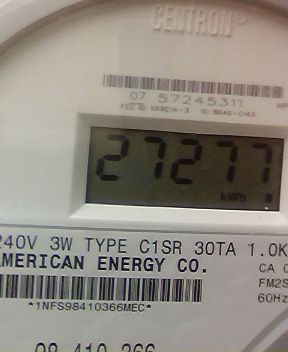 CENTRON®
07 57245311
27277
kWh
240V 3W TYPE C1SR 30TA 1.0K
AMERICAN ENERGY CO.
CA
FM2S
60Hz
*1NFS98410366MEC*
98 410 366